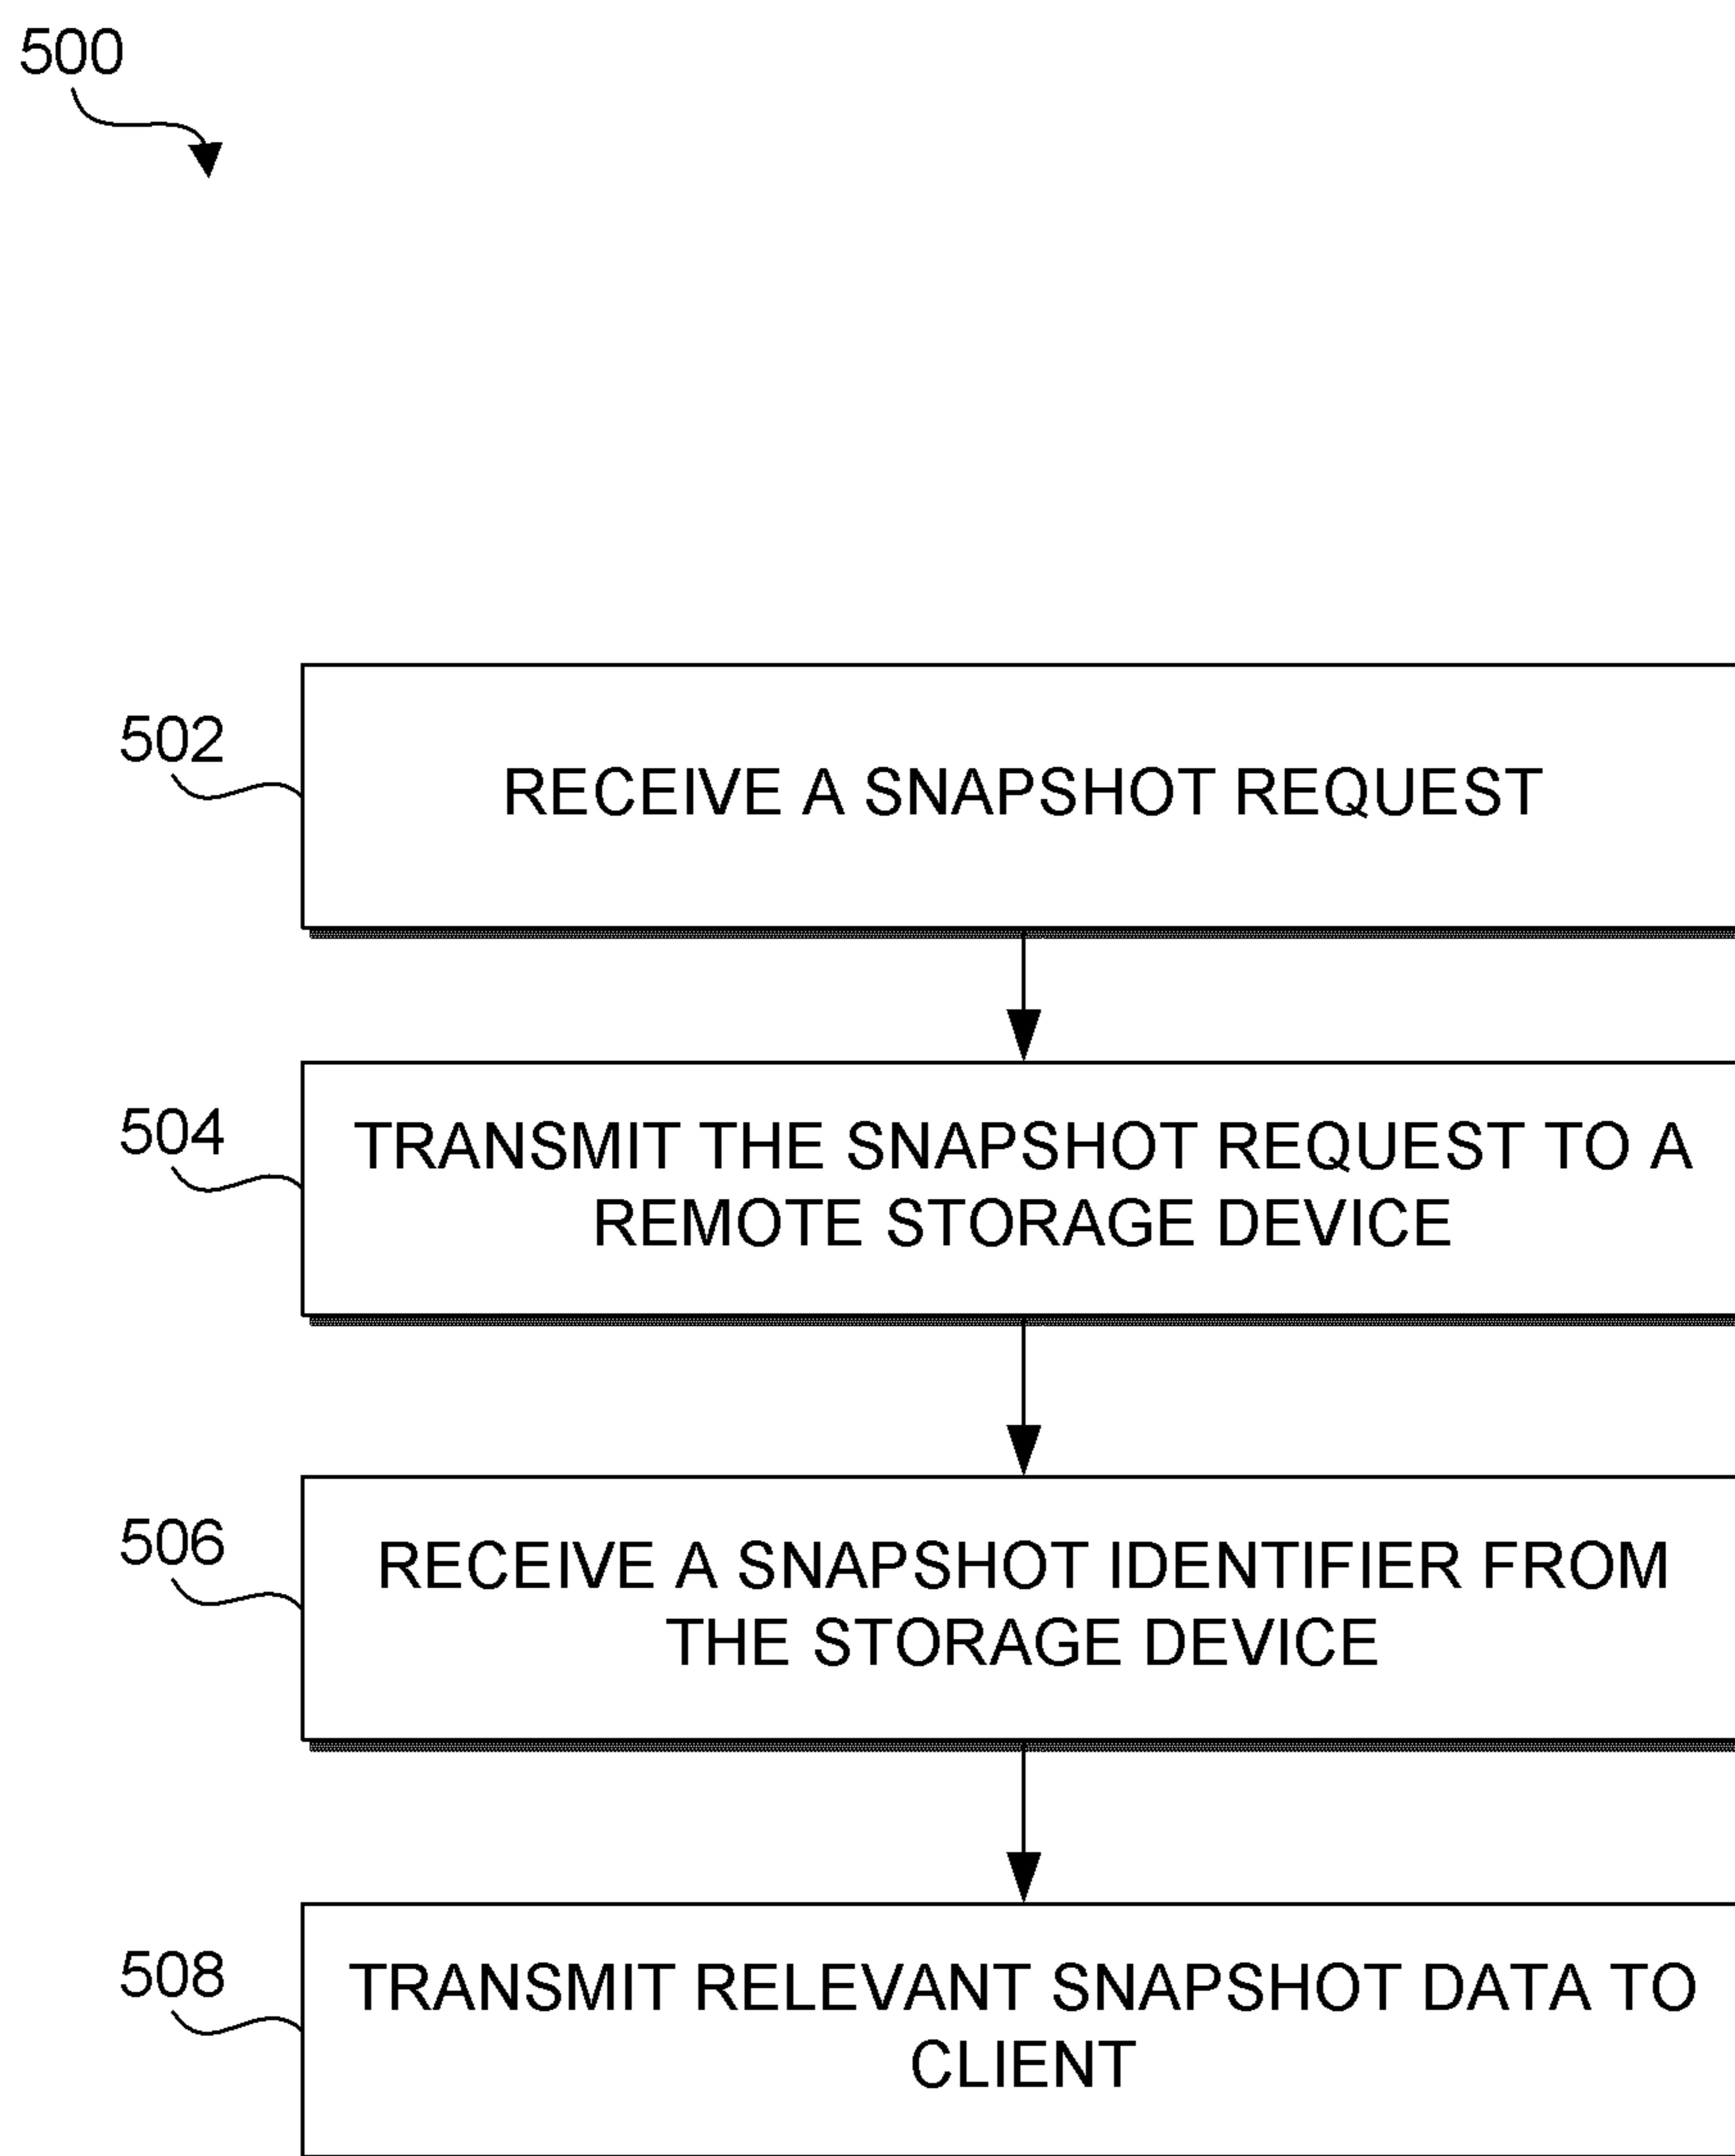 500
502
RECEIVE A SNAPSHOT REQUEST
504
TRANSMIT THE SNAPSHOT REQUEST TO A
REMOTE STORAGE DEVICE
506
RECEIVE A SNAPSHOT IDENTIFIER FROM
THE STORAGE DEVICE
508
TRANSMIT RELEVANT SNAPSHOT DATA TO
CLIENT